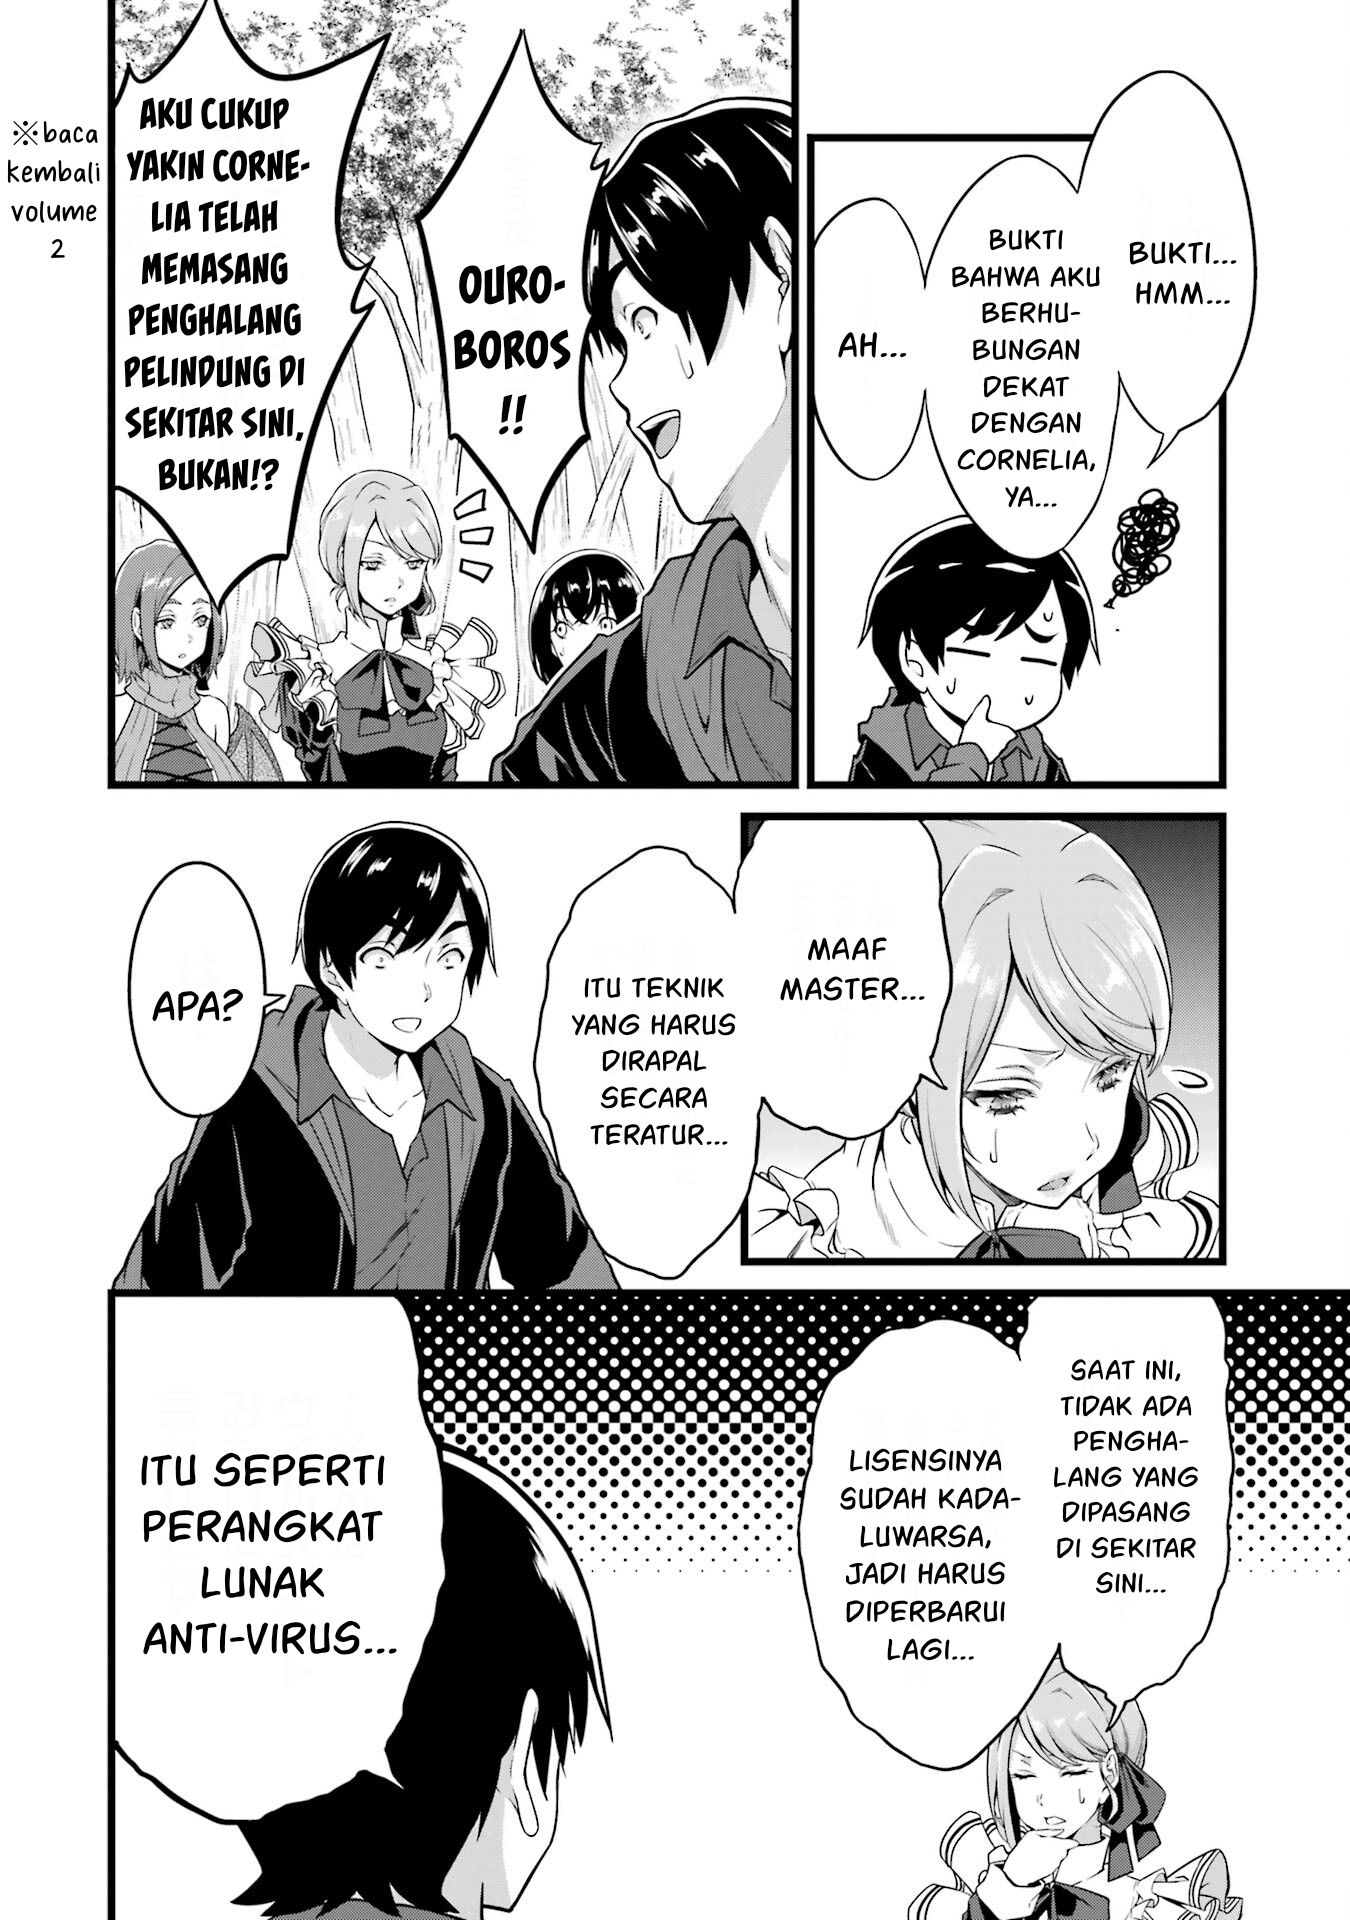 BUKTI...
HMM...
BUKTI
BAHWA AKU
BERHU-
BUNGAN
DEKAT
DENGAN
CORNELIA,
YA...
AH...
OURO-
BOROS
!!
AKU CUKUP
YAKIN CORNE-
LIA TELAH
MEMASANG
PENGHALANG
PELINDUNG DI
SEKITAR SINI,
BUKAN!?
※baca
kembali
volume
2
MAAF
MASTER...
ITU TEKNIK
YANG HARUS
DIRAPAL
SECARA
TERATUR...
APA?
SAAT INI,
TIDAK ADA
PENGHA-
LANG YANG
DIPASANG
DI SEKITAR
SINI...
LISENSINYA
SUDAH KADA-
LUWARSA,
JADI HARUS
DIPERBARUI
LAGI...
ITU SEPERTI
PERANGKAT
LUNAK
ANTI-VIRUS...